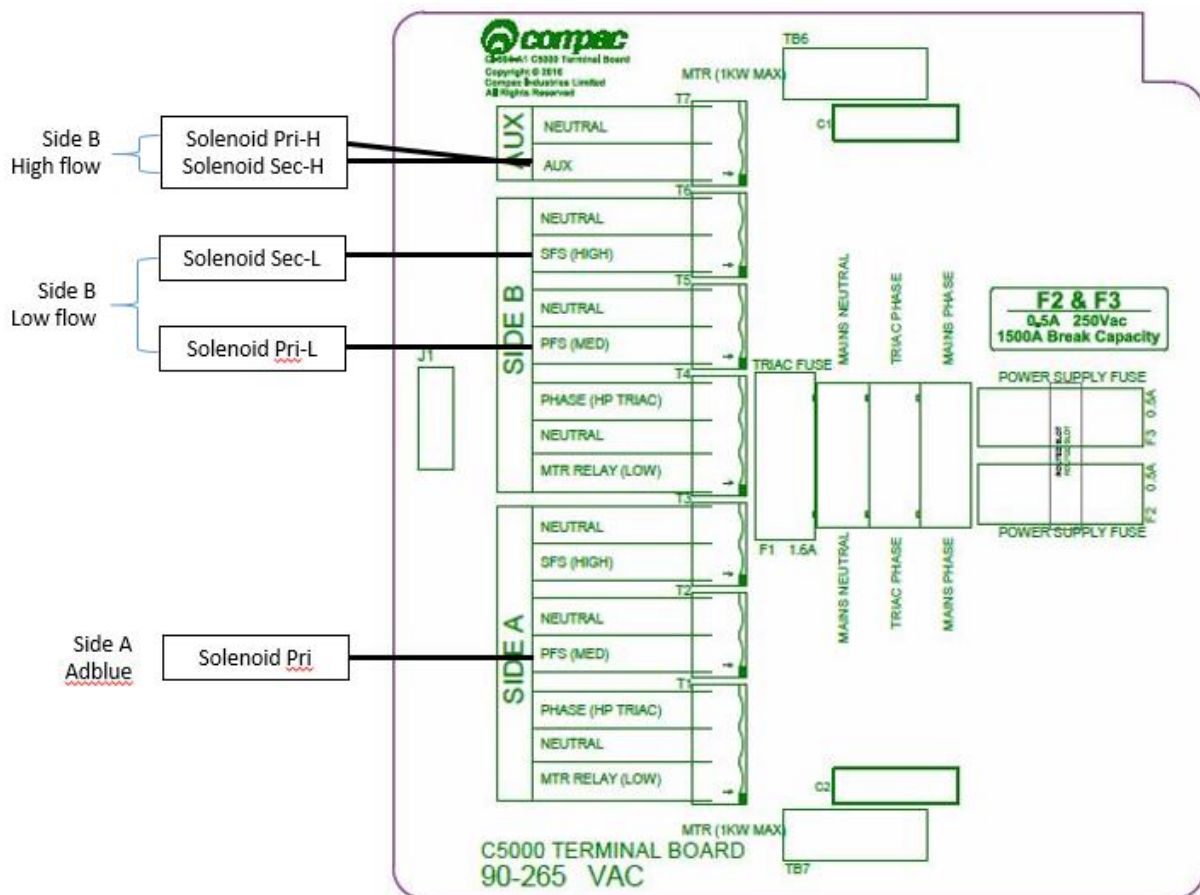 compac
C5000 Terminal Board
Copyright © 2010
Compac Industries Limited
All Rights Reserved
TB6
MTR (1KW MAX)
C1
Side B
High flow
Solenoid Pri-H
Solenoid Sec-H
AUX
T7
NEUTRAL
AUX
Side B
Low flow
Solenoid Sec-L
Solenoid Pri-L
SIDE B
T6
NEUTRAL
SFS (HIGH)
T5
NEUTRAL
PFS (MED)
T4
PHASE (HP TRIAC)
NEUTRAL
MTR RELAY (LOW)
J1
Side A
Adblue
Solenoid Pri
SIDE A
T3
NEUTRAL
SFS (HIGH)
T2
NEUTRAL
PFS (MED)
T1
PHASE (HP TRIAC)
NEUTRAL
MTR RELAY (LOW)
TRIAC FUSE
F1 1.6A
MAINS NEUTRAL
TRIAC PHASE
MAINS PHASE
MAINS NEUTRAL
TRIAC PHASE
MAINS PHASE
F2 & F3
0.5A 250Vac
1500A Break Capacity
POWER SUPPLY FUSE
F3 0.5A
F2 0.5A
POWER SUPPLY FUSE
C2
MTR (1KW MAX)
TB7
C5000 TERMINAL BOARD
90-265 VAC